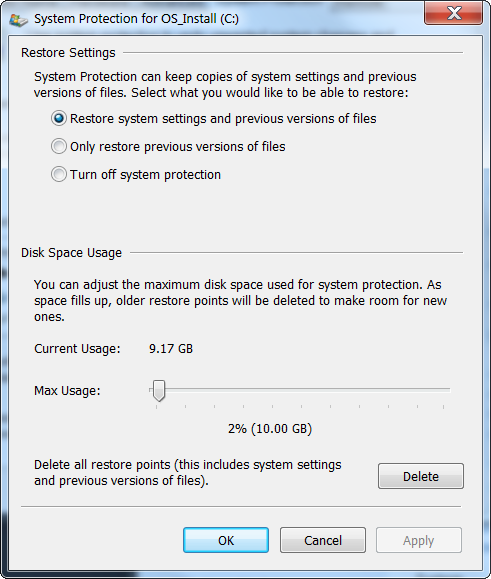 System Protection for OS_Install (C:)
Restore Settings
System Protection can keep copies of system settings and previous
versions of files. Select what you would like to be able to restore:
Restore system settings and previous versions of files
Only restore previous versions of files
Turn off system protection
Disk Space Usage
You can adjust the maximum disk space used for system protection. As
space fills up, older restore points will be deleted to make room for new
ones.
Current Usage: 9.17 GB
Max Usage:
2% (10.00 GB)
Delete all restore points (this includes system settings
and previous versions of files).
Delete
OK Cancel Apply